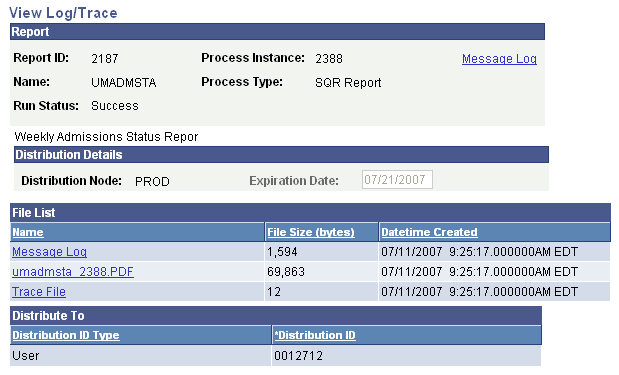 View Log/Trace
Report
Report ID: 2187 Process Instance: 2388 Message Log
Name: UMADMSTA Process Type: SQR Report
Run Status: Success
Weekly Admissions Status Repor
Distribution Details
Distribution Node: PROD Expiration Date: 07/21/2007
File List
Name File Size (bytes) Datetime Created
Message Log 1,594 07/11/2007 9:25:17.000000AM EDT
umadmsta_2388.PDF 69,863 07/11/2007 9:25:17.000000AM EDT
Trace File 12 07/11/2007 9:25:17.000000AM EDT
Distribute To
Distribution ID Type *Distribution ID
User 0012712